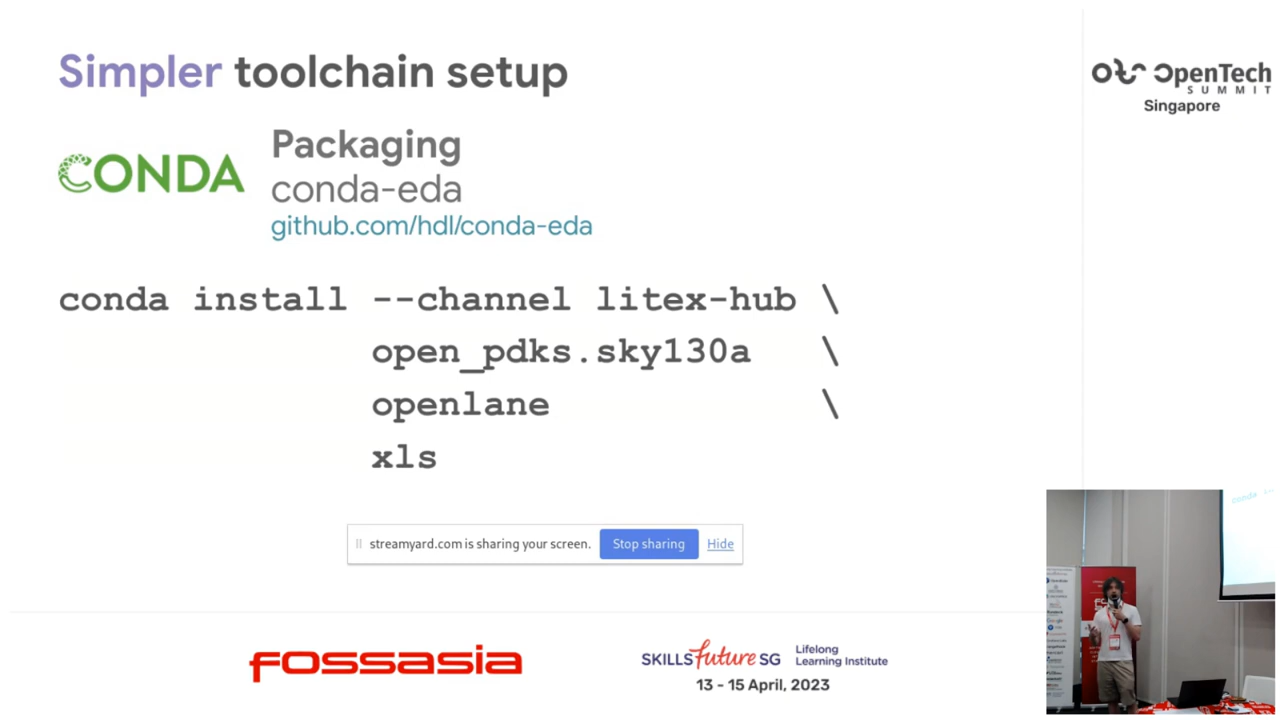 Simpler toolchain setup
OpenTech
SUMMIT
Singapore
CONDA
Packaging
conda-eda
github.com/hdl/conda-eda
conda install --channel litex-hub \
open_pdks.sky130a \
openlane \
xls
streamyard.com is sharing your screen. Stop sharing Hide
fossasia
SKILLSfuture SG
Lifelong
Learning Institute
13 - 15 April, 2023